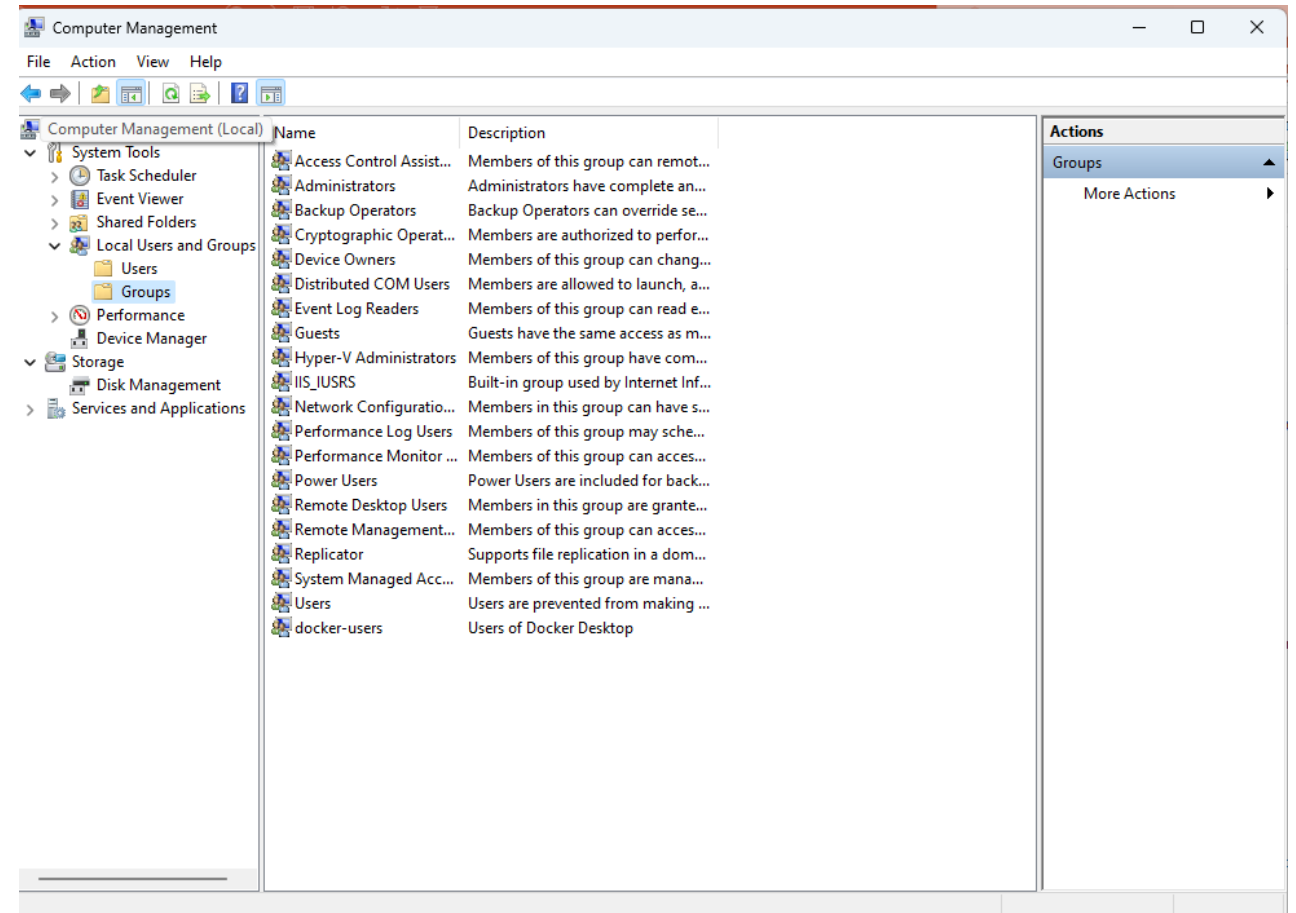 Computer Management
File Action View Help
Computer Management (Local)
System Tools
Task Scheduler
Event Viewer
Shared Folders
Local Users and Groups
Users
Groups
Performance
Device Manager
Storage
Disk Management
Services and Applications
Name Description
Access Control Assist... Members of this group can remot...
Administrators Administrators have complete an...
Backup Operators Backup Operators can override se...
Cryptographic Operat... Members are authorized to perfor...
Device Owners Members of this group can chang...
Distributed COM Users Members are allowed to launch, a...
Event Log Readers Members of this group can read e...
Guests Guests have the same access as m...
Hyper-V Administrators Members of this group have com...
IIS_IUSRS Built-in group used by Internet Inf...
Network Configuratio... Members in this group can have s...
Performance Log Users Members of this group may sche...
Performance Monitor ... Members of this group can acces...
Power Users Power Users are included for back...
Remote Desktop Users Members in this group are grante...
Remote Management... Members of this group can acces...
Replicator Supports file replication in a dom...
System Managed Acc... Members of this group are mana...
Users Users are prevented from making ...
docker-users Users of Docker Desktop
Actions
Groups
More Actions